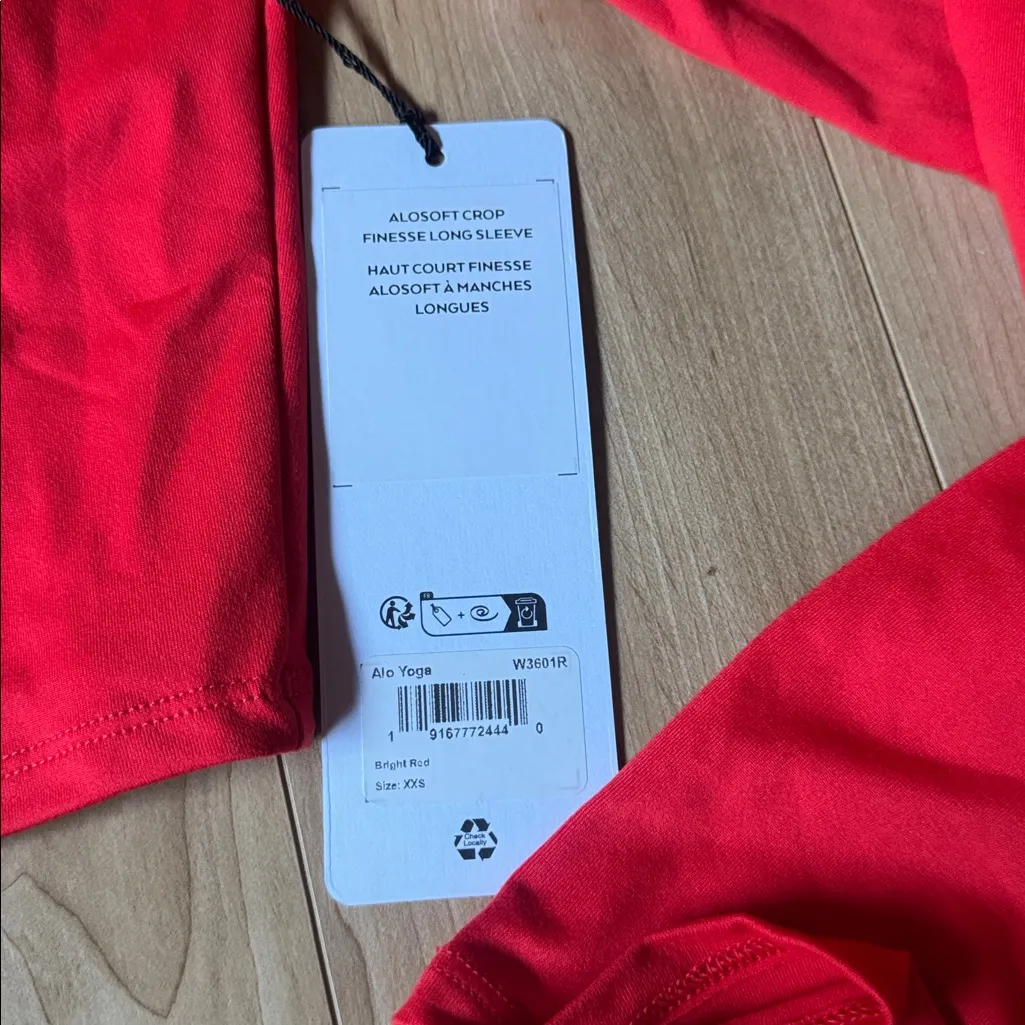 ALOSOFT CROP
FINESSE LONG SLEEVE
HAUT COURT FINESSE
ALOSOFT À MANCHES
LONGUES
FR
+
Alo Yoga W3601R
1 9167772444 0
Bright Red
Size: XXS
Check
Locally